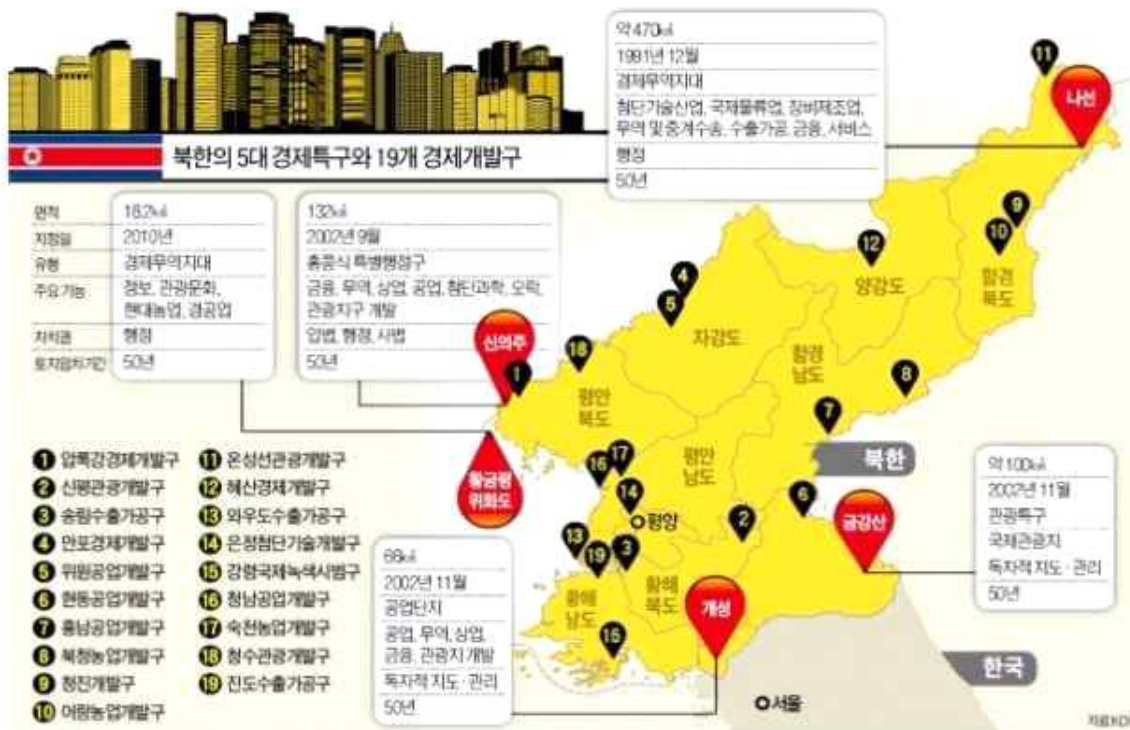 북한의 5대 경제특구와 19개 경제개발구
약 470㎢
1991년 12월
경제무역지대
첨단기술산업, 국제물류업, 장비제조업,
무역 및 중계수송, 수출가공, 금융, 서비스
행정
50년
나선
면적
지정일
유형
주요 기능
자치권
토지임차기간
16.2㎢
2010년
경제무역지대
정보, 관광문화,
현대농업, 경공업
행정
50년
132㎢
2002년 9월
홍콩식 특별행정구
금융, 무역, 상업, 공업, 첨단과학, 오락,
관광지구 개발
입법, 행정, 사법
50년
신의주
황금평
위화도
1 압록강경제개발구
2 신평관광개발구
3 송림수출가공구
4 만포경제개발구
5 위원공업개발구
6 현동공업개발구
7 흥남공업개발구
8 북청농업개발구
9 청진개발구
10 어랑농업개발구
11 온성섬관광개발구
12 혜산경제개발구
13 와우도수출가공구
14 은정첨단기술개발구
15 강령국제녹색시범구
16 청남공업개발구
17 숙천농업개발구
18 청수관광개발구
19 진도수출가공구
66㎢
2002년 11월
공업단지
공업, 무역, 상업,
금융, 관광지 개발
독자적 지도·관리
50년
개성
약 100㎢
2002년 11월
관광특구
국제관광지
독자적 지도·관리
50년
금강산
11
9
10
12
4
5
18
1
8
7
17
16
14
6
2
13
19
3
15
함경
북도
양강도
자강도
함경
남도
평안
북도
평안
남도
평양
황해
북도
황해
남도
북한
한국
서울